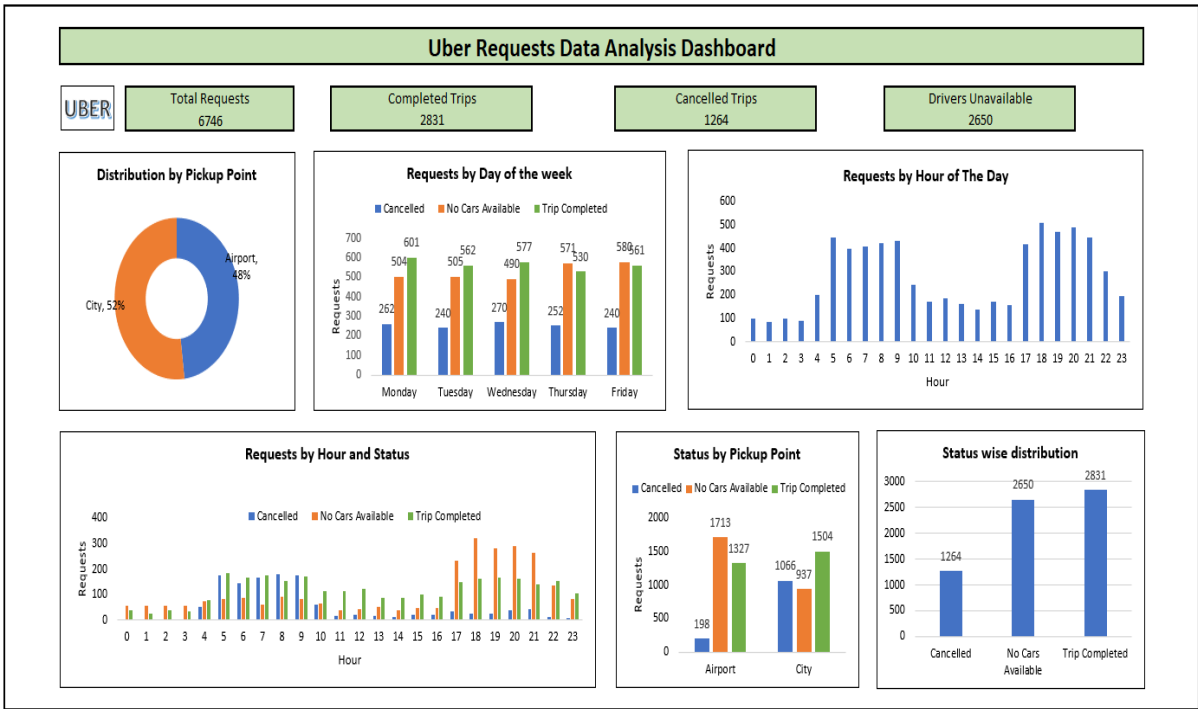 Uber Requests Data Analysis Dashboard
UBER
Total Requests
6746
Completed Trips
2831
Cancelled Trips
1264
Drivers Unavailable
2650
Distribution by Pickup Point
Airport,
48%
City, 52%
Requests by Day of the week
Cancelled No Cars Available Trip Completed
Requests
700
600
500
400
300
200
100
0
262 504 601
240 505 562
270 490 577
252 571 530
240 580 561
Monday Tuesday Wednesday Thursday Friday
Requests by Hour of The Day
Requests
600
500
400
300
200
100
0
0 1 2 3 4 5 6 7 8 9 10 11 12 13 14 15 16 17 18 19 20 21 22 23
Hour
Requests by Hour and Status
Cancelled No Cars Available Trip Completed
Requests
400
300
200
100
0
0 1 2 3 4 5 6 7 8 9 10 11 12 13 14 15 16 17 18 19 20 21 22 23
Hour
Status by Pickup Point
Cancelled No Cars Available Trip Completed
Requests
2000
1500
1000
500
0
198 1713 1327
1066 937 1504
Airport City
Status wise distribution
3000
2500
2000
1500
1000
500
0
1264 2650 2831
Cancelled No Cars Trip Completed
Available